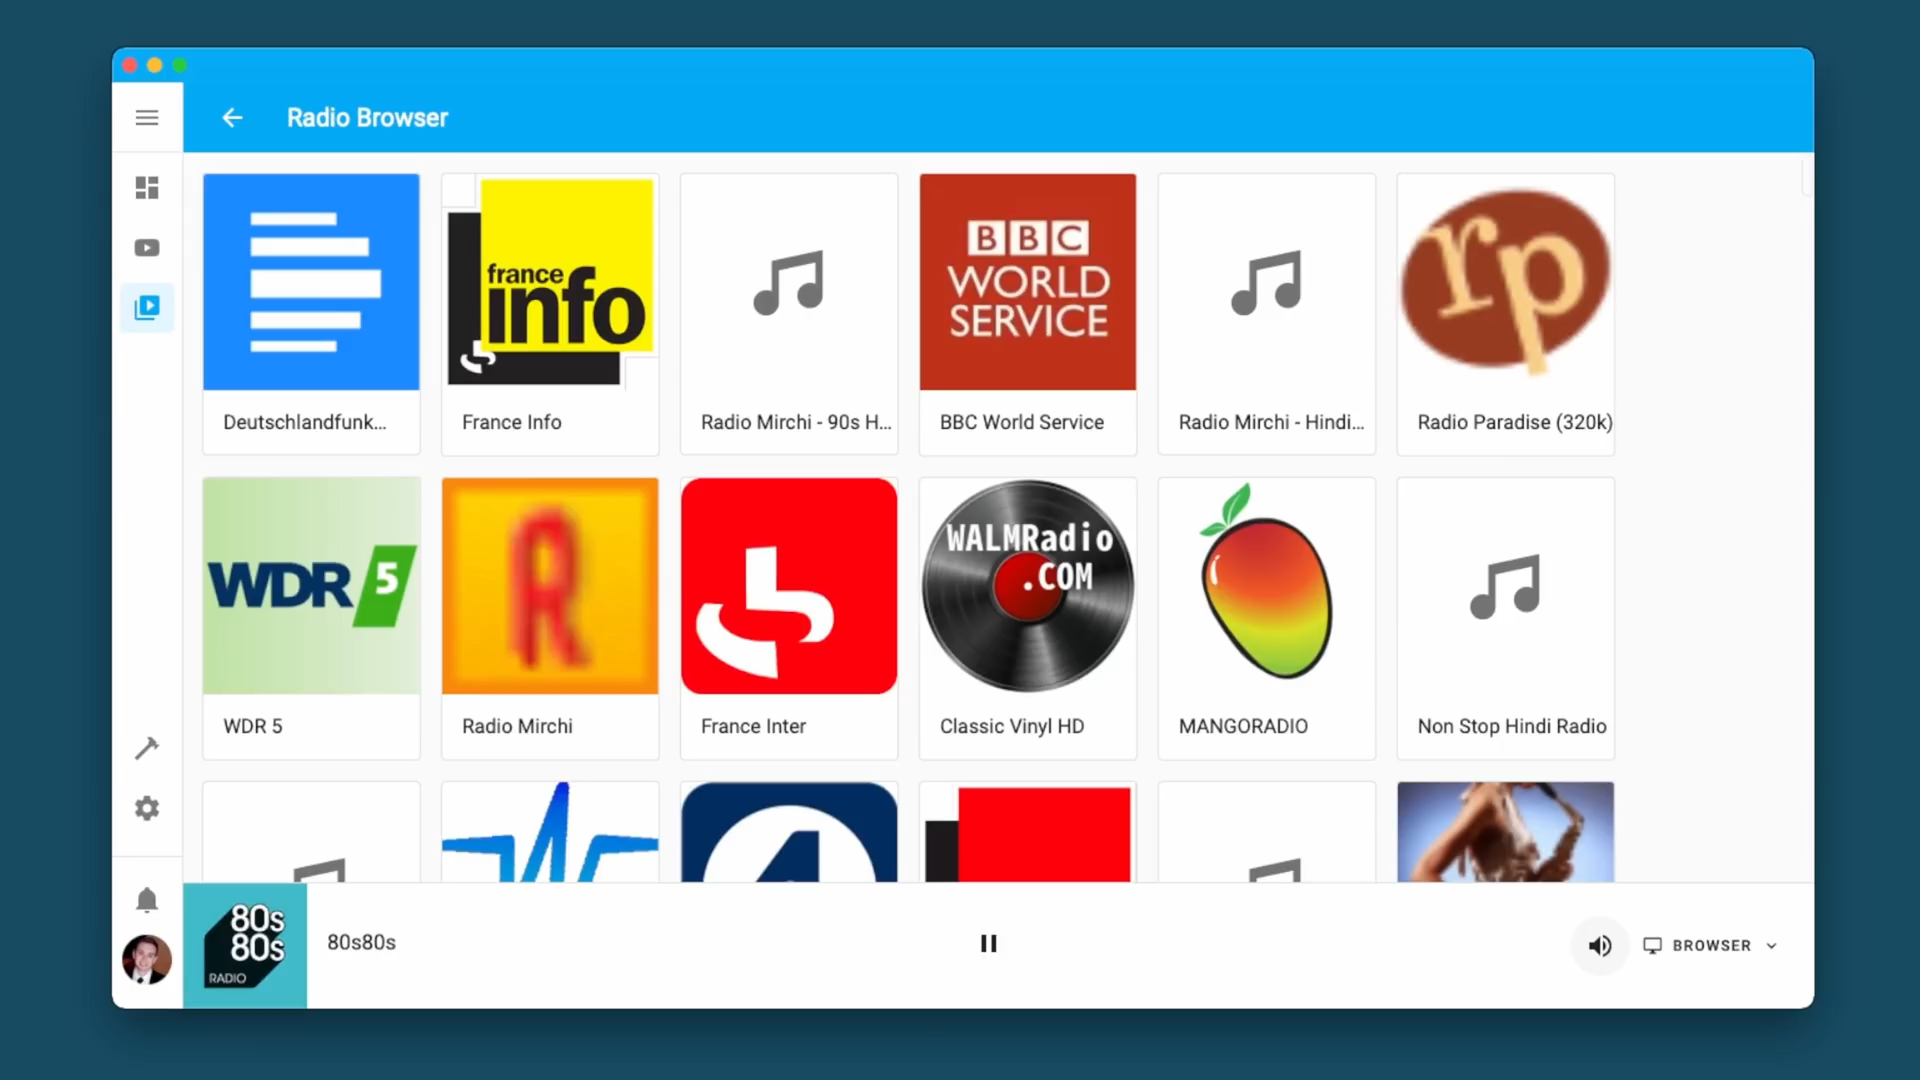 Radio Browser
france
info
BBC
WORLD
SERVICE
rp
Deutschlandfunk...
France Info
Radio Mirchi - 90s H...
BBC World Service
Radio Mirchi - Hindi...
Radio Paradise (320k)
WDR 5
R
WALMRadio
.COM
WDR 5
Radio Mirchi
France Inter
Classic Vinyl HD
MANGORADIO
Non Stop Hindi Radio
4
80s
80s
RADIO
80s80s
BROWSER